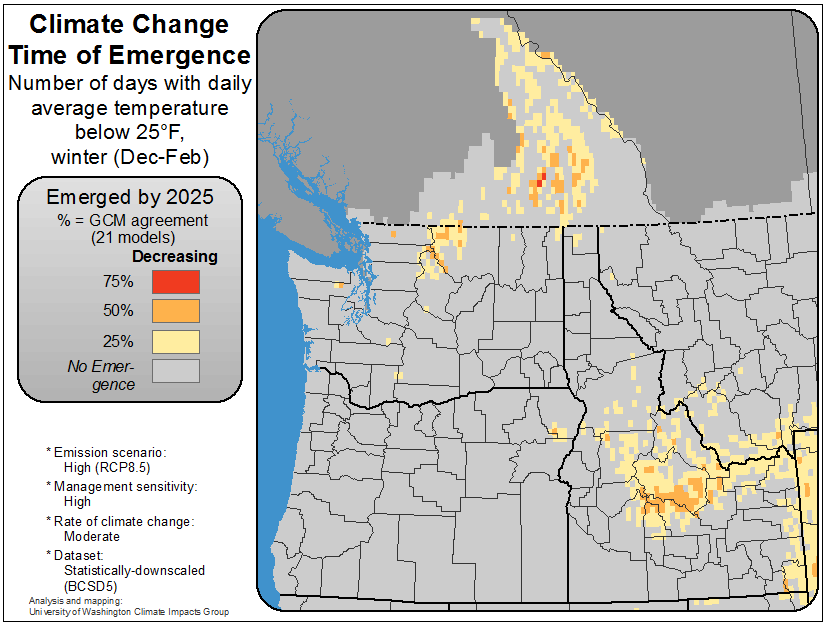 Climate Change
Time of Emergence
Number of days with daily
average temperature
below 25°F,
winter (Dec-Feb)
Emerged by 2025
% = GCM agreement
(21 models)
Decreasing
75%
50%
25%
No Emer-
gence
* Emission scenario:
High (RCP8.5)
* Management sensitivity:
High
* Rate of climate change:
Moderate
* Dataset:
Statistically-downscaled
(BCSD5)
Analysis and mapping:
University of Washington Climate Impacts Group